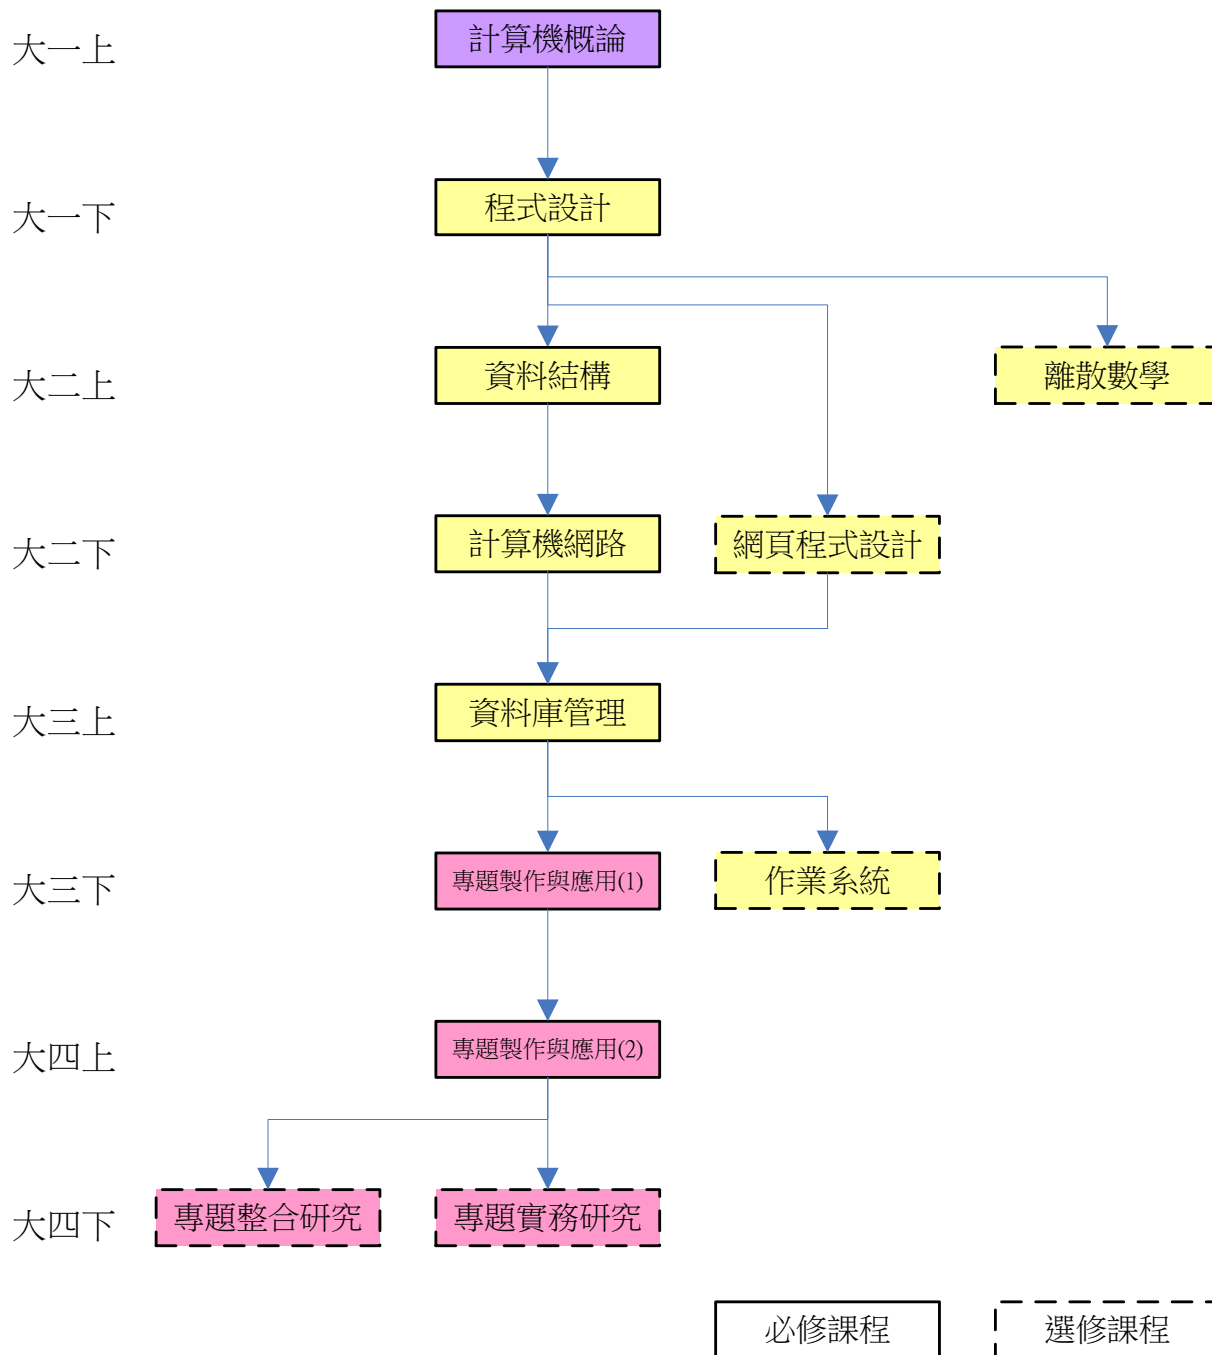 大一上
計算機概論
大一下
程式設計
大二上
資料結構
離散數學
大二下
計算機網路
網頁程式設計
大三上
資料庫管理
大三下
專題製作與應用(1)
作業系統
大四上
專題製作與應用(2)
大四下
專題整合研究
專題實務研究
必修課程
選修課程